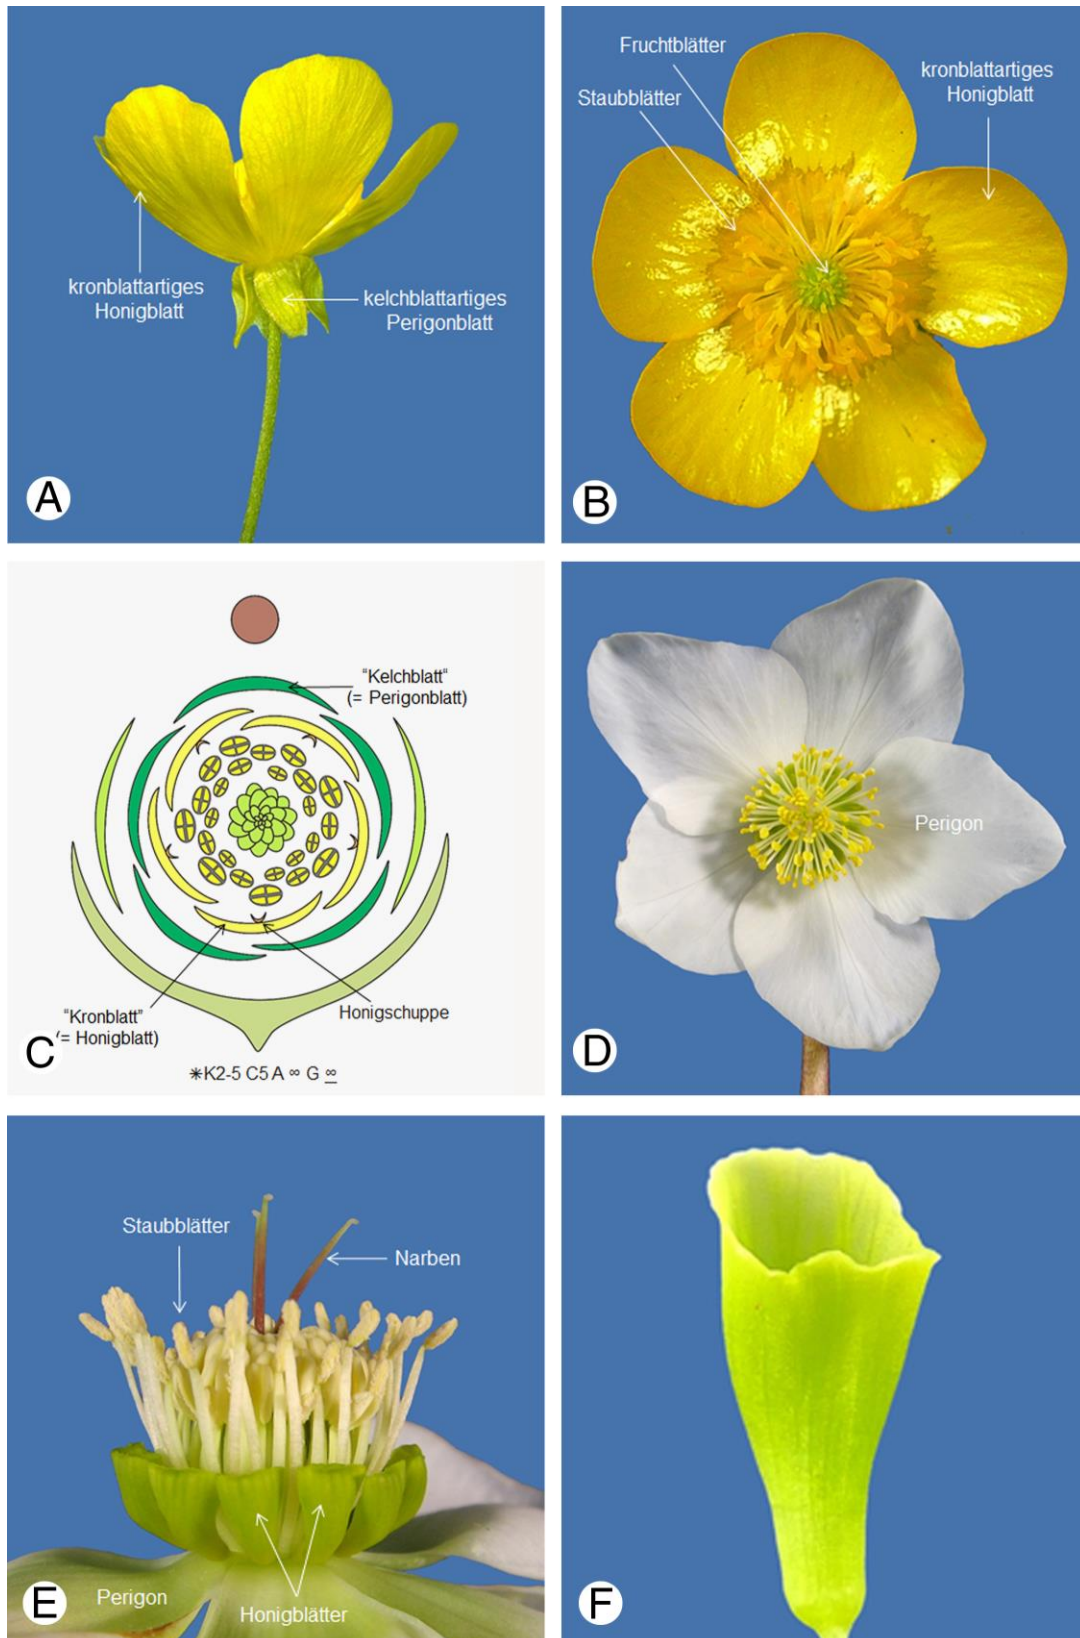 kronblattartiges
Honigblatt
kelchblattartiges
Perigonblatt
A
Fruchtblätter
Staubblätter
kronblattartiges
Honigblatt
B
"Kelchblatt"
(= Perigonblatt)
"Kronblatt"
(= Honigblatt)
Honigschuppe
C
✳K2-5 C5 A ∞ G ∞
Perigon
D
Staubblätter
Narben
Perigon
Honigblätter
E
F